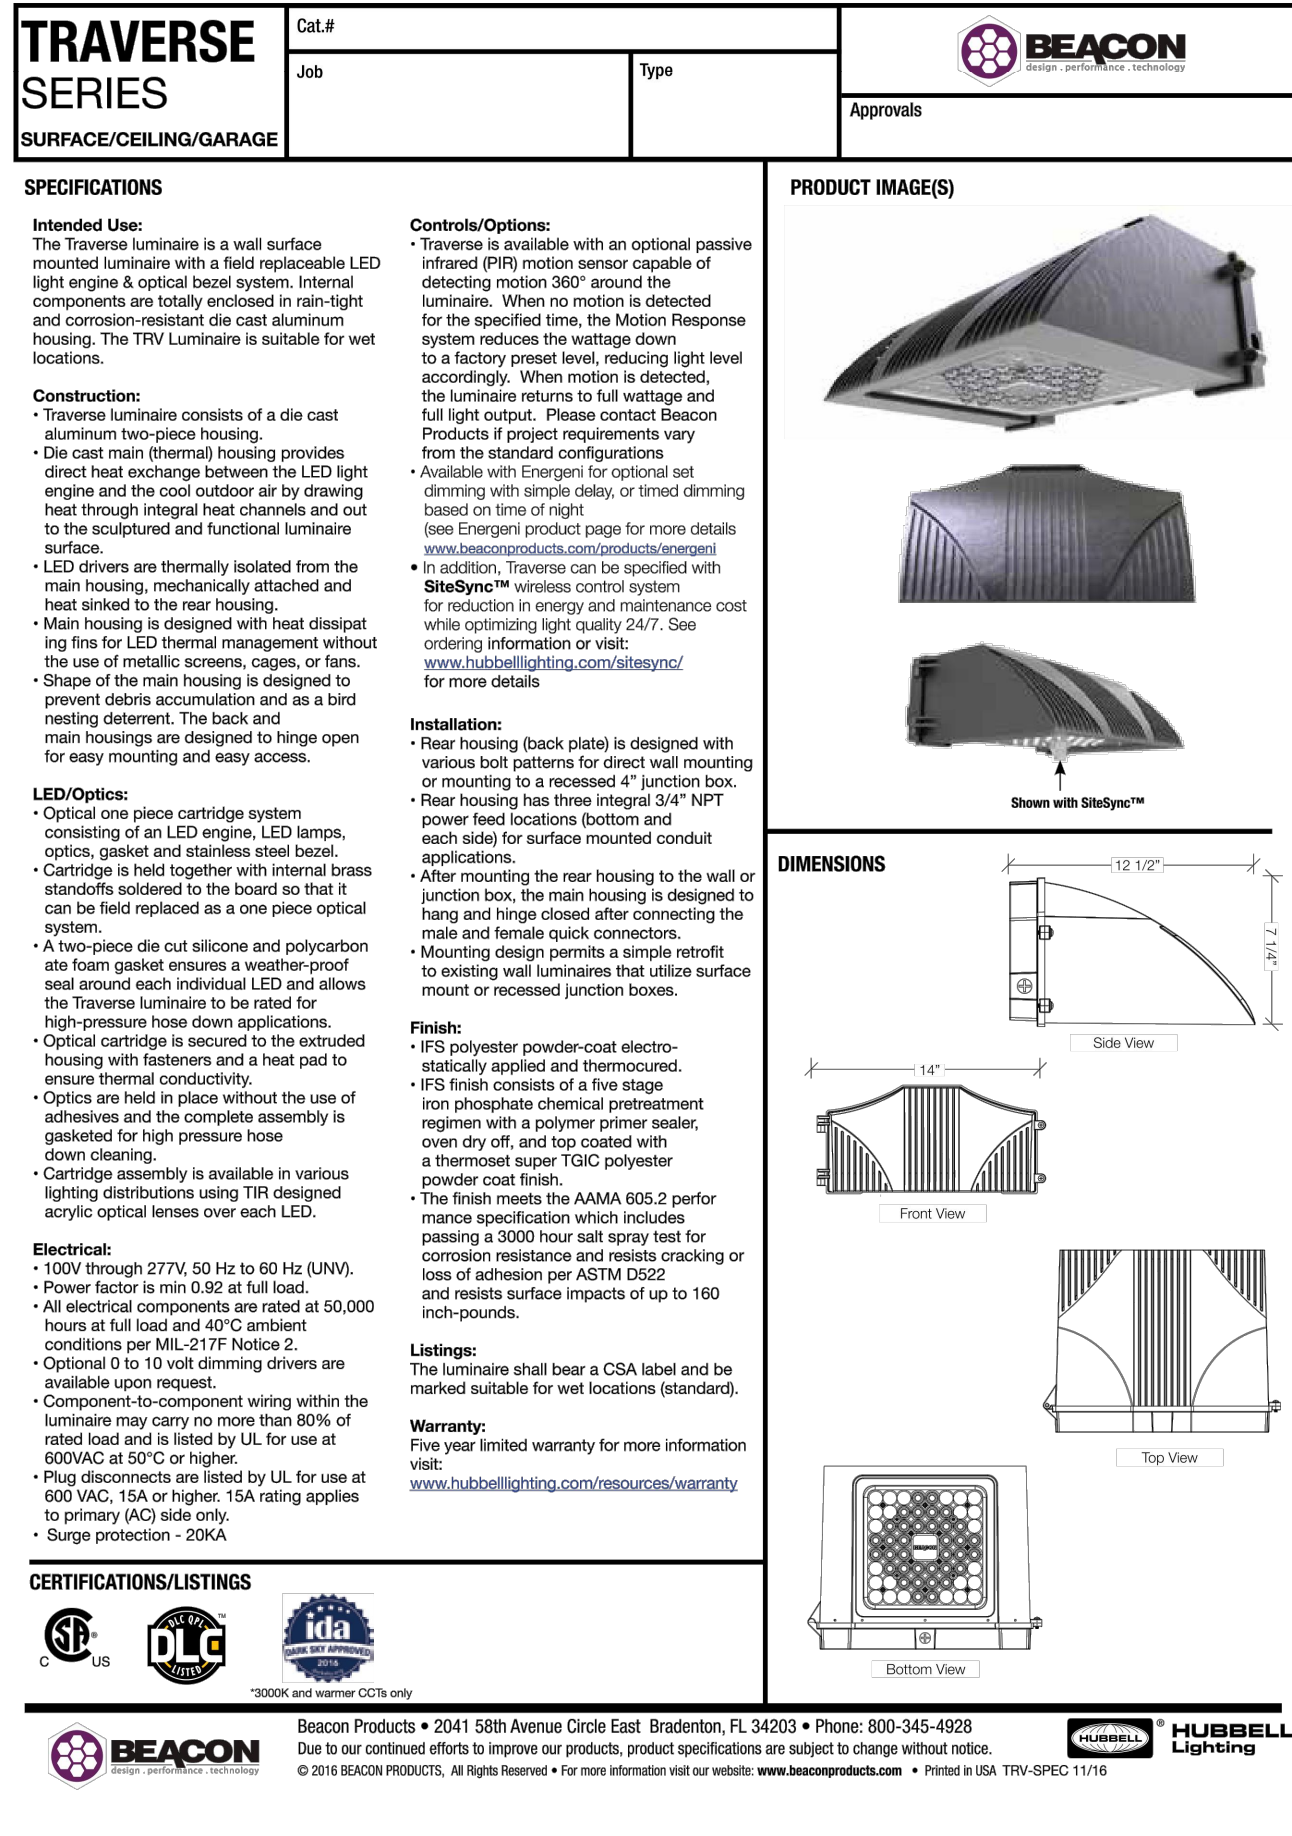 TRAVERSE
SERIES
SURFACE/CEILING/GARAGE
Cat.#
Job
Type
BEACON
design . performance . technology
Approvals
SPECIFICATIONS
Intended Use:
The Traverse luminaire is a wall surface
mounted luminaire with a field replaceable LED
light engine & optical bezel system. Internal
components are totally enclosed in rain-tight
and corrosion-resistant die cast aluminum
housing. The TRV Luminaire is suitable for wet
locations.
Construction:
• Traverse luminaire consists of a die cast
aluminum two-piece housing.
• Die cast main (thermal) housing provides
direct heat exchange between the LED light
engine and the cool outdoor air by drawing
heat through integral heat channels and out
to the sculptured and functional luminaire
surface.
• LED drivers are thermally isolated from the
main housing, mechanically attached and
heat sinked to the rear housing.
• Main housing is designed with heat dissipat
ing fins for LED thermal management without
the use of metallic screens, cages, or fans.
• Shape of the main housing is designed to
prevent debris accumulation and as a bird
nesting deterrent. The back and
main housings are designed to hinge open
for easy mounting and easy access.
LED/Optics:
• Optical one piece cartridge system
consisting of an LED engine, LED lamps,
optics, gasket and stainless steel bezel.
• Cartridge is held together with internal brass
standoffs soldered to the board so that it
can be field replaced as a one piece optical
system.
• A two-piece die cut silicone and polycarbon
ate foam gasket ensures a weather-proof
seal around each individual LED and allows
the Traverse luminaire to be rated for
high-pressure hose down applications.
• Optical cartridge is secured to the extruded
housing with fasteners and a heat pad to
ensure thermal conductivity.
• Optics are held in place without the use of
adhesives and the complete assembly is
gasketed for high pressure hose
down cleaning.
• Cartridge assembly is available in various
lighting distributions using TIR designed
acrylic optical lenses over each LED.
Electrical:
• 100V through 277V, 50 Hz to 60 Hz (UNV).
• Power factor is min 0.92 at full load.
• All electrical components are rated at 50,000
hours at full load and 40°C ambient
conditions per MIL-217F Notice 2.
• Optional 0 to 10 volt dimming drivers are
available upon request.
• Component-to-component wiring within the
luminaire may carry no more than 80% of
rated load and is listed by UL for use at
600VAC at 50°C or higher.
• Plug disconnects are listed by UL for use at
600 VAC, 15A or higher. 15A rating applies
to primary (AC) side only.
• Surge protection - 20KA
Controls/Options:
• Traverse is available with an optional passive
infrared (PIR) motion sensor capable of
detecting motion 360° around the
luminaire. When no motion is detected
for the specified time, the Motion Response
system reduces the wattage down
to a factory preset level, reducing light level
accordingly. When motion is detected,
the luminaire returns to full wattage and
full light output. Please contact Beacon
Products if project requirements vary
from the standard configurations
• Available with Energeni for optional set
dimming with simple delay, or timed dimming
based on time of night
(see Energeni product page for more details
www.beaconproducts.com/products/energeni
• In addition, Traverse can be specified with
SiteSync™ wireless control system
for reduction in energy and maintenance cost
while optimizing light quality 24/7. See
ordering information or visit:
www.hubbelllighting.com/sitesync/
for more details
Installation:
• Rear housing (back plate) is designed with
various bolt patterns for direct wall mounting
or mounting to a recessed 4” junction box.
• Rear housing has three integral 3/4” NPT
power feed locations (bottom and
each side) for surface mounted conduit
applications.
• After mounting the rear housing to the wall or
junction box, the main housing is designed to
hang and hinge closed after connecting the
male and female quick connectors.
• Mounting design permits a simple retrofit
to existing wall luminaires that utilize surface
mount or recessed junction boxes.
Finish:
• IFS polyester powder-coat electro-
statically applied and thermocured.
• IFS finish consists of a five stage
iron phosphate chemical pretreatment
regimen with a polymer primer sealer,
oven dry off, and top coated with
a thermoset super TGIC polyester
powder coat finish.
• The finish meets the AAMA 605.2 perfor
mance specification which includes
passing a 3000 hour salt spray test for
corrosion resistance and resists cracking or
loss of adhesion per ASTM D522
and resists surface impacts of up to 160
inch-pounds.
Listings:
The luminaire shall bear a CSA label and be
marked suitable for wet locations (standard).
Warranty:
Five year limited warranty for more information
visit:
www.hubbelllighting.com/resources/warranty
PRODUCT IMAGE(S)
Shown with SiteSync™
DIMENSIONS
12 1/2”
7 1/4”
Side View
14”
Front View
Top View
BEACON
Bottom View
CERTIFICATIONS/LISTINGS
SA
®
C US
DLC QPL
DLC
LISTED
™
ida
DARK SKY APPROVED
2016
*3000K and warmer CCTs only
BEACON
design . performance . technology
Beacon Products • 2041 58th Avenue Circle East Bradenton, FL 34203 • Phone: 800-345-4928
Due to our continued efforts to improve our products, product specifications are subject to change without notice.
© 2016 BEACON PRODUCTS, All Rights Reserved • For more information visit our website: www.beaconproducts.com • Printed in USA TRV-SPEC 11/16
HUBBELL
®
HUBBELL
Lighting